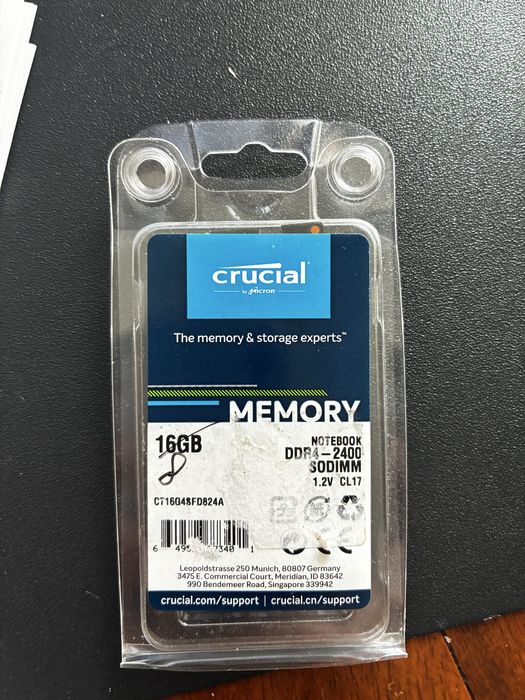 crucial
by Micron
The memory & storage experts™
MEMORY
16GB
8
NOTEBOOK
DDR4-2400
SODIMM
1.2V CL17
CT16G4SFD824A
Leopoldstrasse 250 Munich, 80807 Germany
3475 E. Commercial Court, Meridian, ID 83642
990 Bendemeer Road, Singapore 339942
crucial.com/support | crucial.cn/support